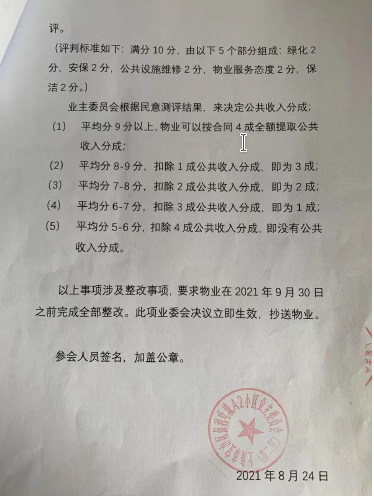 评。
（评判标准如下：满分 10 分，由以下 5 个部分组成：绿化 2
分，安保 2 分，公共设施维修 2 分，物业服务态度 2 分，保
洁 2 分。）
业主委员会根据民意测评结果，来决定公共收入分成；
（1） 平均分 9 分以上，物业可以按合同 4 成全额提取公共
收入分成；
（2） 平均分 8-9 分，扣除 1 成公共收入分成，即为 3 成；
（3） 平均分 7-8 分，扣除 2 成公共收入分成，即为 2 成；
（4） 平均分 6-7 分，扣除 3 成公共收入分成，即为 1 成；
（5） 平均分 5-6 分，扣除 4 成公共收入分成，即没有公共
收入分成。
以上事项涉及整改事项，要求物业在 2021 年 9 月 30 日
之前完成全部整改。此项业委会决议立即生效，抄送物业。
参会人员签名，加盖公章。
2021 年 8 月 24 日